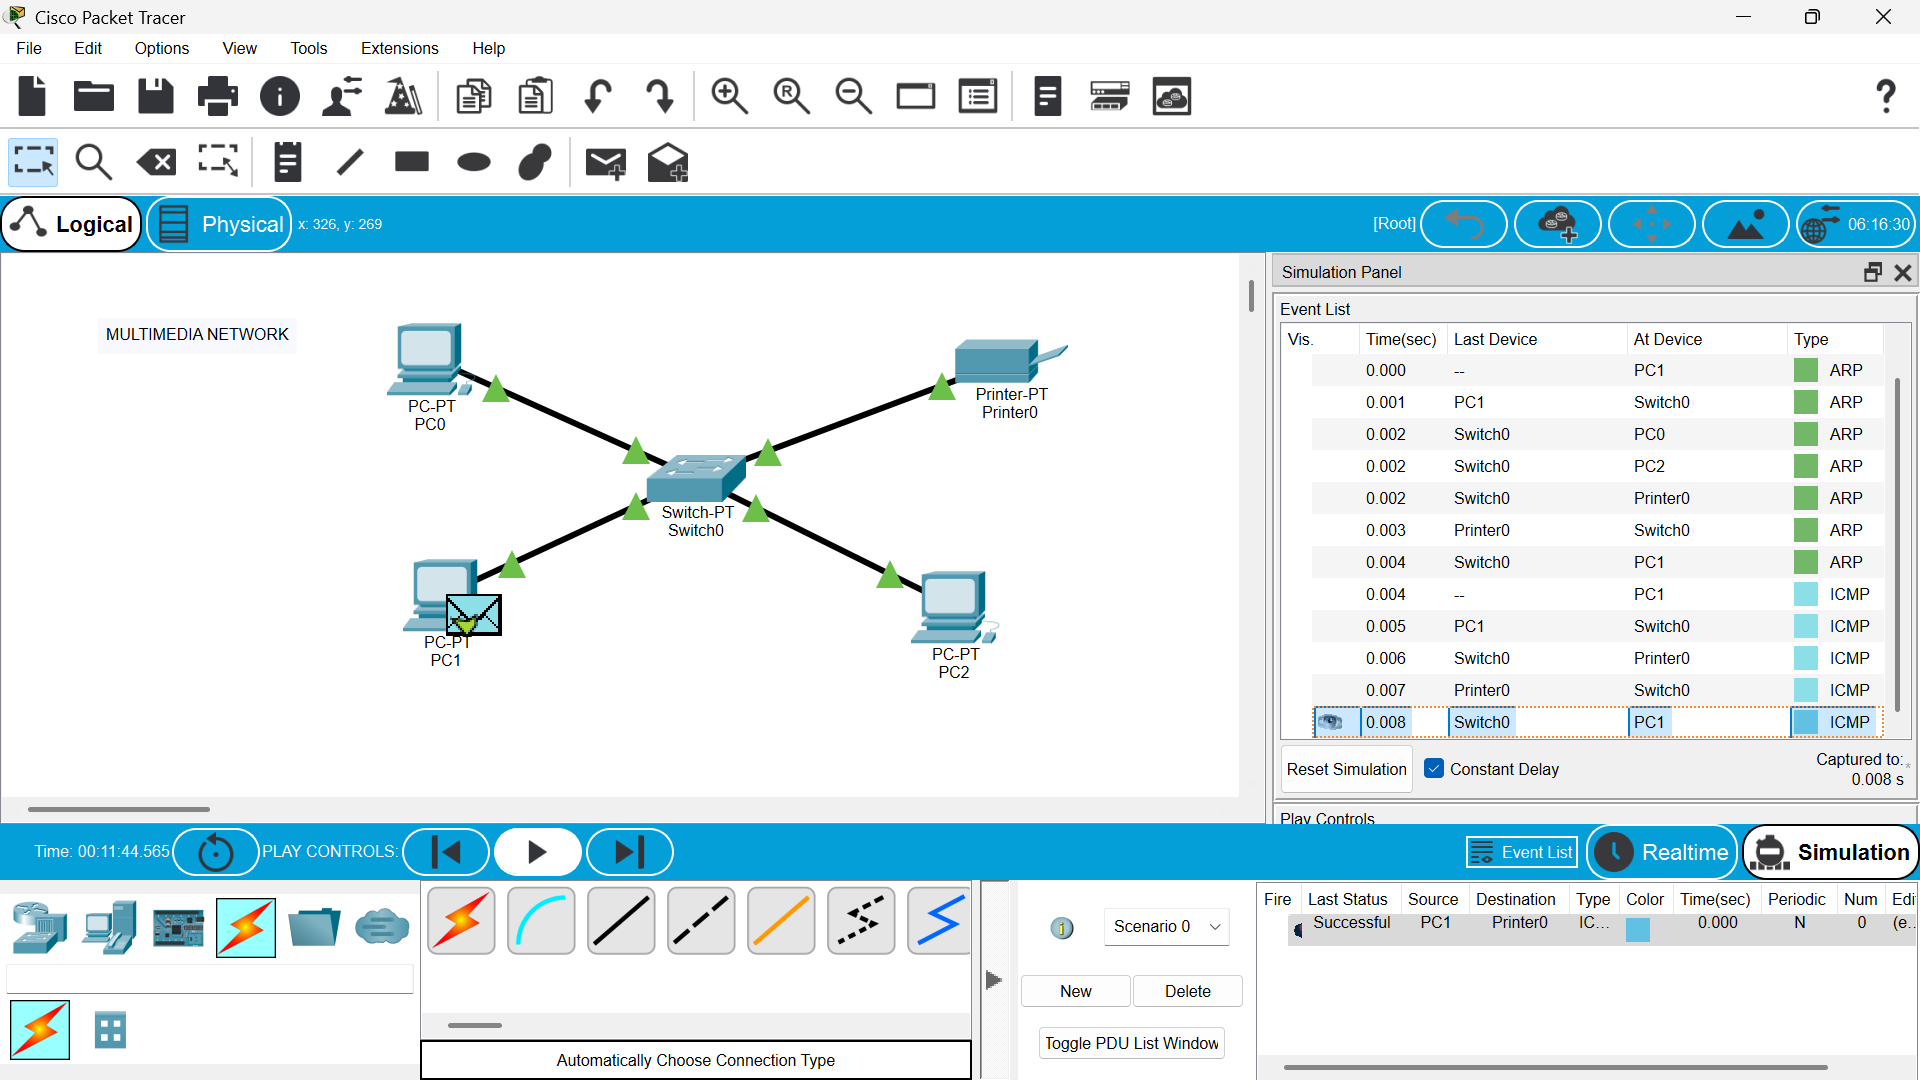 Cisco Packet Tracer
File Edit Options View Tools Extensions Help
Logical Physical x: 326, y: 269 [Root] 06:16:30
MULTIMEDIA NETWORK
PC-PT
PC0
Printer-PT
Printer0
Switch-PT
Switch0
PC-PT
PC1
PC-PT
PC2
Simulation Panel
Event List
Vis. Time(sec) Last Device At Device Type
0.000 -- PC1 ARP
0.001 PC1 Switch0 ARP
0.002 Switch0 PC0 ARP
0.002 Switch0 PC2 ARP
0.002 Switch0 Printer0 ARP
0.003 Printer0 Switch0 ARP
0.004 Switch0 PC1 ARP
0.004 -- PC1 ICMP
0.005 PC1 Switch0 ICMP
0.006 Switch0 Printer0 ICMP
0.007 Printer0 Switch0 ICMP
0.008 Switch0 PC1 ICMP
Reset Simulation Constant Delay Captured to: *
0.008 s
Play Controls
Time: 00:11:44.565 PLAY CONTROLS: Event List Realtime Simulation
Scenario 0
New Delete
Toggle PDU List Window
Automatically Choose Connection Type
Fire Last Status Source Destination Type Color Time(sec) Periodic Num Edi
Successful PC1 Printer0 IC... 0.000 N 0 (e...